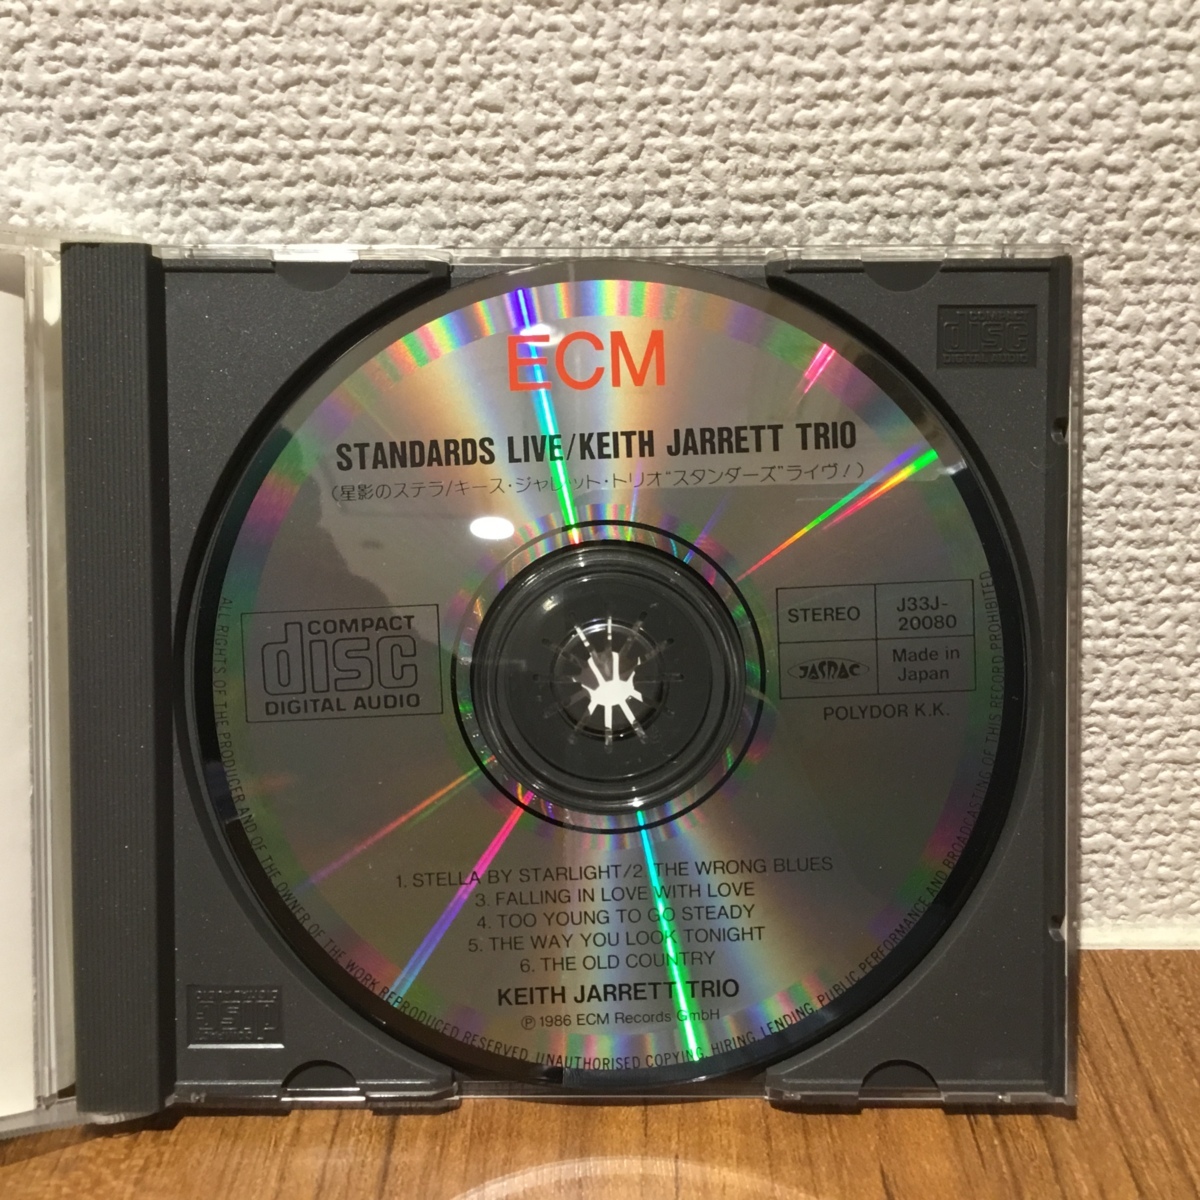 ECM
STANDARDS LIVE/KEITH JARRETT TRIO
(星影のステラ/キース・ジャレット・トリオ"スタンダーズ"ライヴ!)
COMPACT
disc
DIGITAL AUDIO
STEREO
J33J-
20080
JASRAC
Made in
Japan
POLYDOR K.K.
1. STELLA BY STARLIGHT/2. THE WRONG BLUES
3. FALLING IN LOVE WITH LOVE
4. TOO YOUNG TO GO STEADY
5. THE WAY YOU LOOK TONIGHT
6. THE OLD COUNTRY
KEITH JARRETT TRIO
℗ 1986 ECM Records GmbH
ALL RIGHTS OF THE PRODUCER AND OF THE OWNER OF THE WORK REPRODUCED RESERVED. UNAUTHORISED COPYING, HIRING, LENDING, PUBLIC PERFORMANCE AND BROADCASTING OF THIS RECORD PROHIBITED
COMPACT
disc
DIGITAL AUDIO